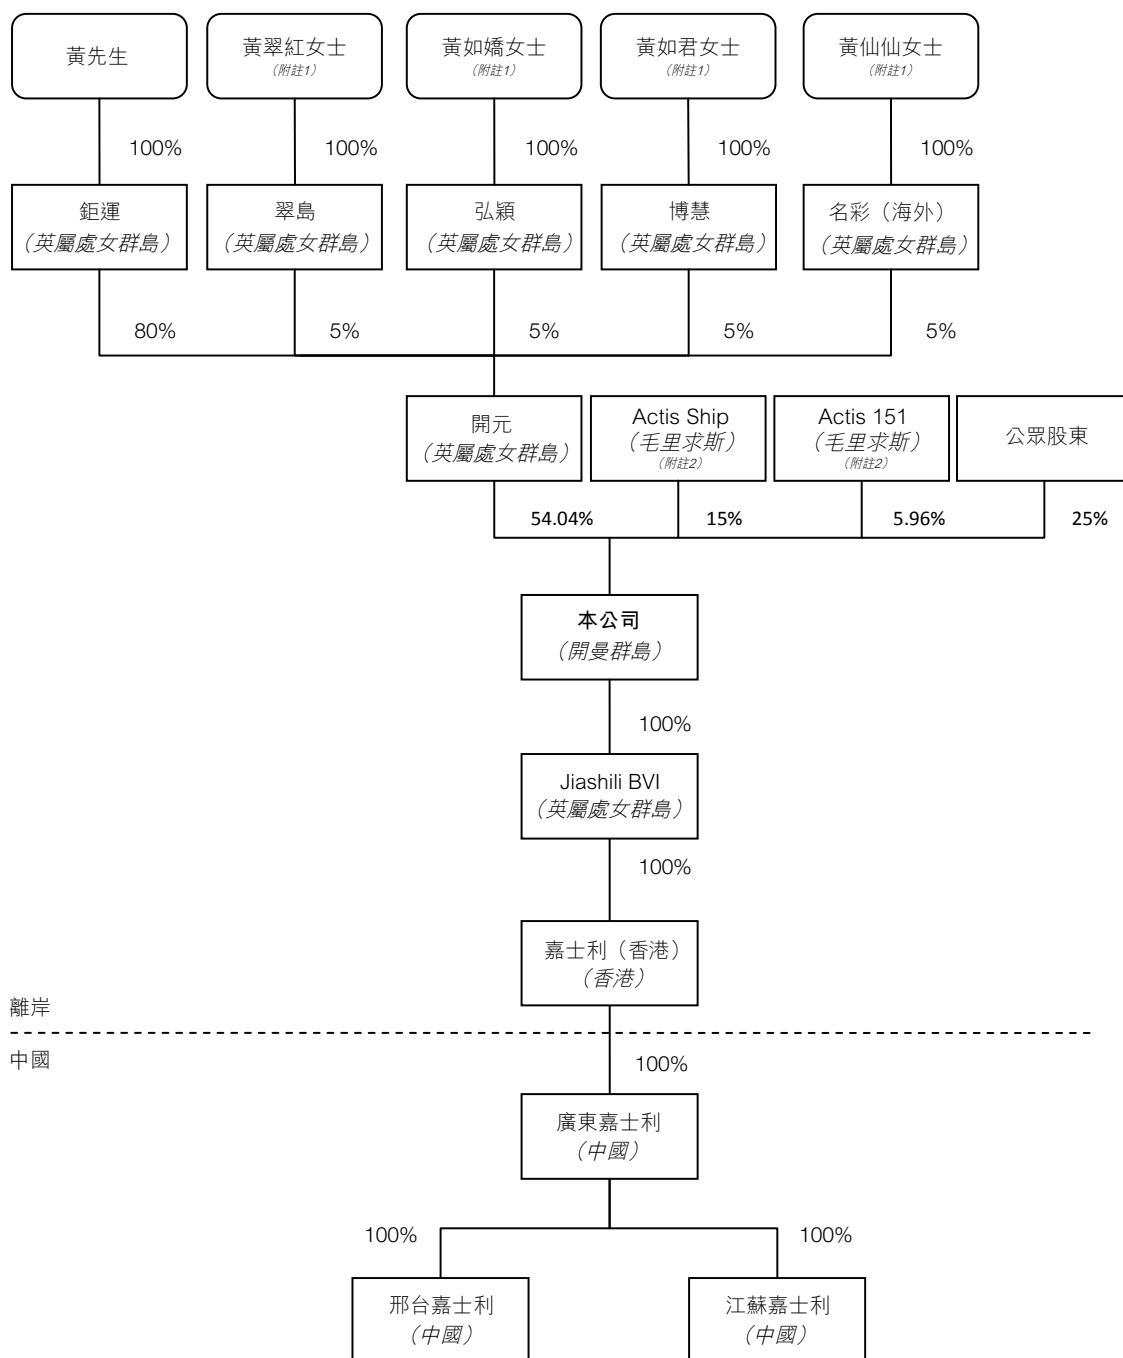 黃先生
黃翠紅女士
（附註1）
黃如嬌女士
（附註1）
黃如君女士
（附註1）
黃仙仙女士
（附註1）
100%
100%
100%
100%
100%
鉅運
（英屬處女群島）
翠島
（英屬處女群島）
弘穎
（英屬處女群島）
博慧
（英屬處女群島）
名彩（海外）
（英屬處女群島）
80%
5%
5%
5%
5%
開元
（英屬處女群島）
Actis Ship
（毛里求斯）
（附註2）
Actis 151
（毛里求斯）
（附註2）
公眾股東
54.04%
15%
5.96%
25%
本公司
（開曼群島）
100%
Jiashili BVI
（英屬處女群島）
100%
嘉士利（香港）
（香港）
離岸
中國
100%
廣東嘉士利
（中國）
100%
100%
邢台嘉士利
（中國）
江蘇嘉士利
（中國）